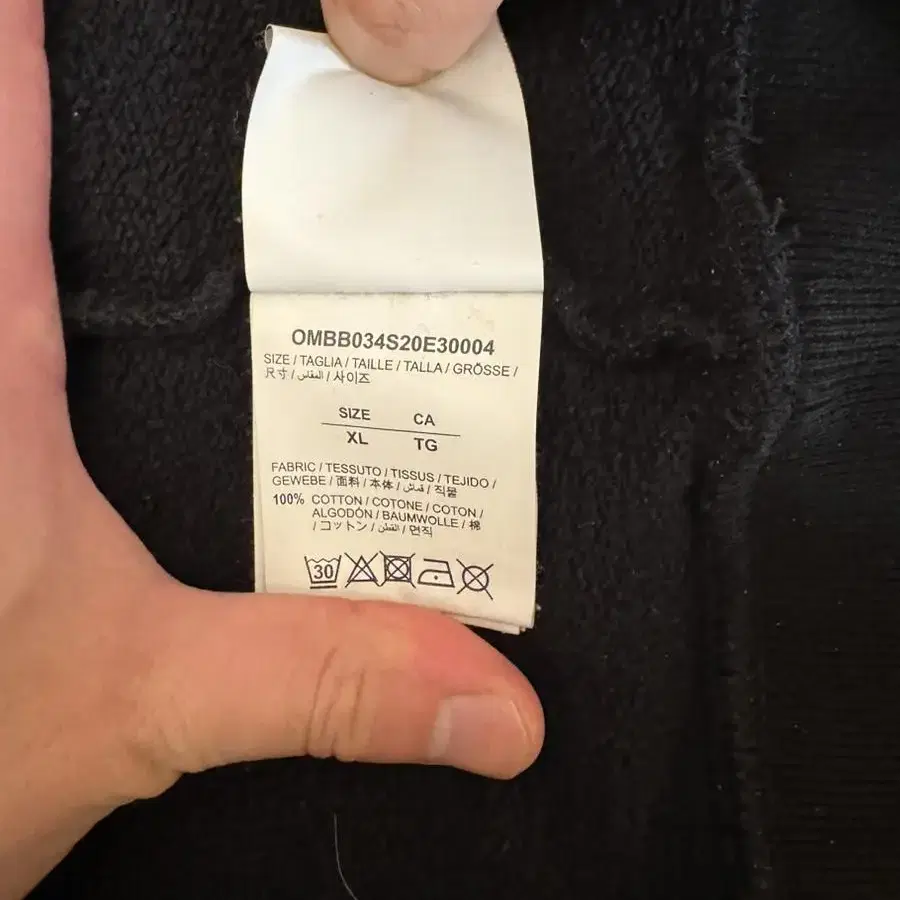 OMBB034S20E30004
SIZE / TAGLIA / TAILLE / TALLA / GRÖSSE /
尺寸 / المقاس / 사이즈
SIZE CA
XL TG
FABRIC / TESSUTO / TISSUS / TEJIDO /
GEWEBE / 面料 / 本体 / قماش / 직물
100% COTTON / COTONE / COTON /
ALGODÓN / BAUMWOLLE / 棉
/ コットン / القطن / 면직
30